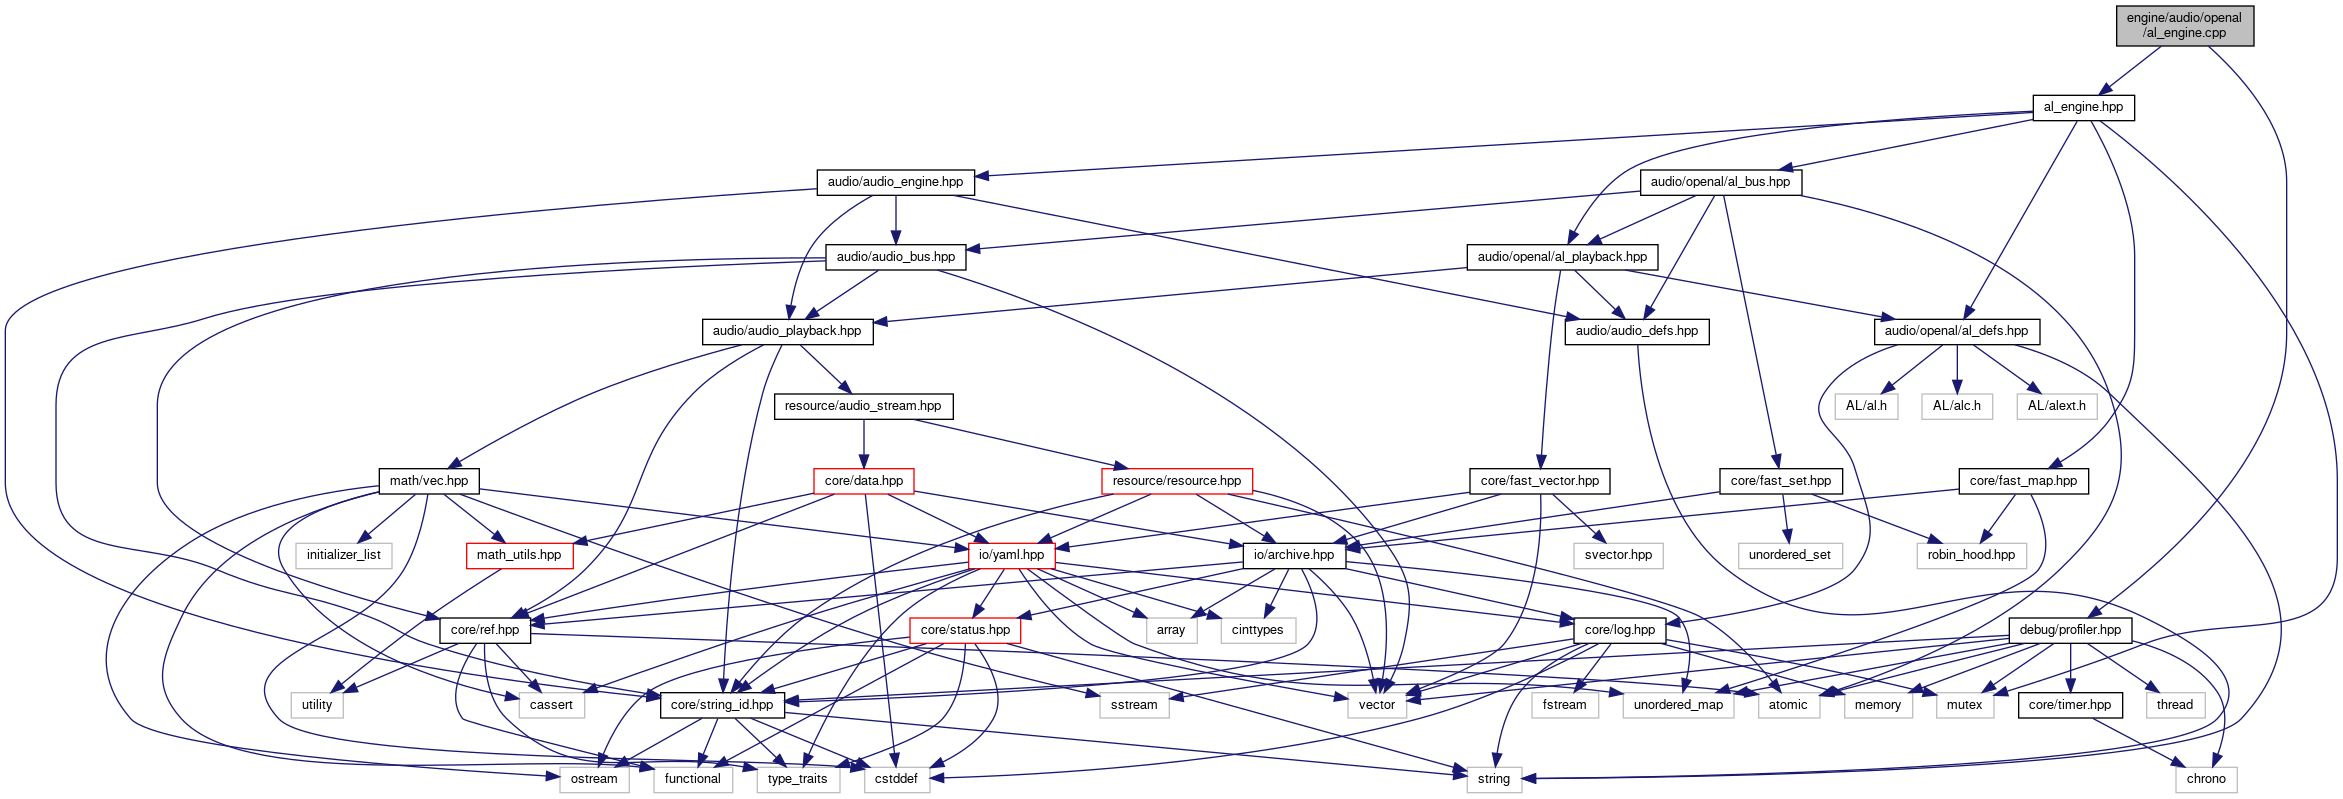 engine/audio/openal
/al_engine.cpp
al_engine.hpp
audio/audio_engine.hpp
audio/openal/al_bus.hpp
audio/audio_bus.hpp
audio/openal/al_playback.hpp
audio/audio_playback.hpp
audio/audio_defs.hpp
audio/openal/al_defs.hpp
resource/audio_stream.hpp
AL/al.h
AL/alc.h
AL/alext.h
math/vec.hpp
core/data.hpp
resource/resource.hpp
core/fast_vector.hpp
core/fast_set.hpp
core/fast_map.hpp
initializer_list
math_utils.hpp
io/yaml.hpp
io/archive.hpp
svector.hpp
unordered_set
robin_hood.hpp
core/ref.hpp
core/status.hpp
array
cinttypes
core/log.hpp
debug/profiler.hpp
utility
cassert
core/string_id.hpp
sstream
vector
fstream
unordered_map
atomic
memory
mutex
core/timer.hpp
thread
ostream
functional
type_traits
cstddef
string
chrono